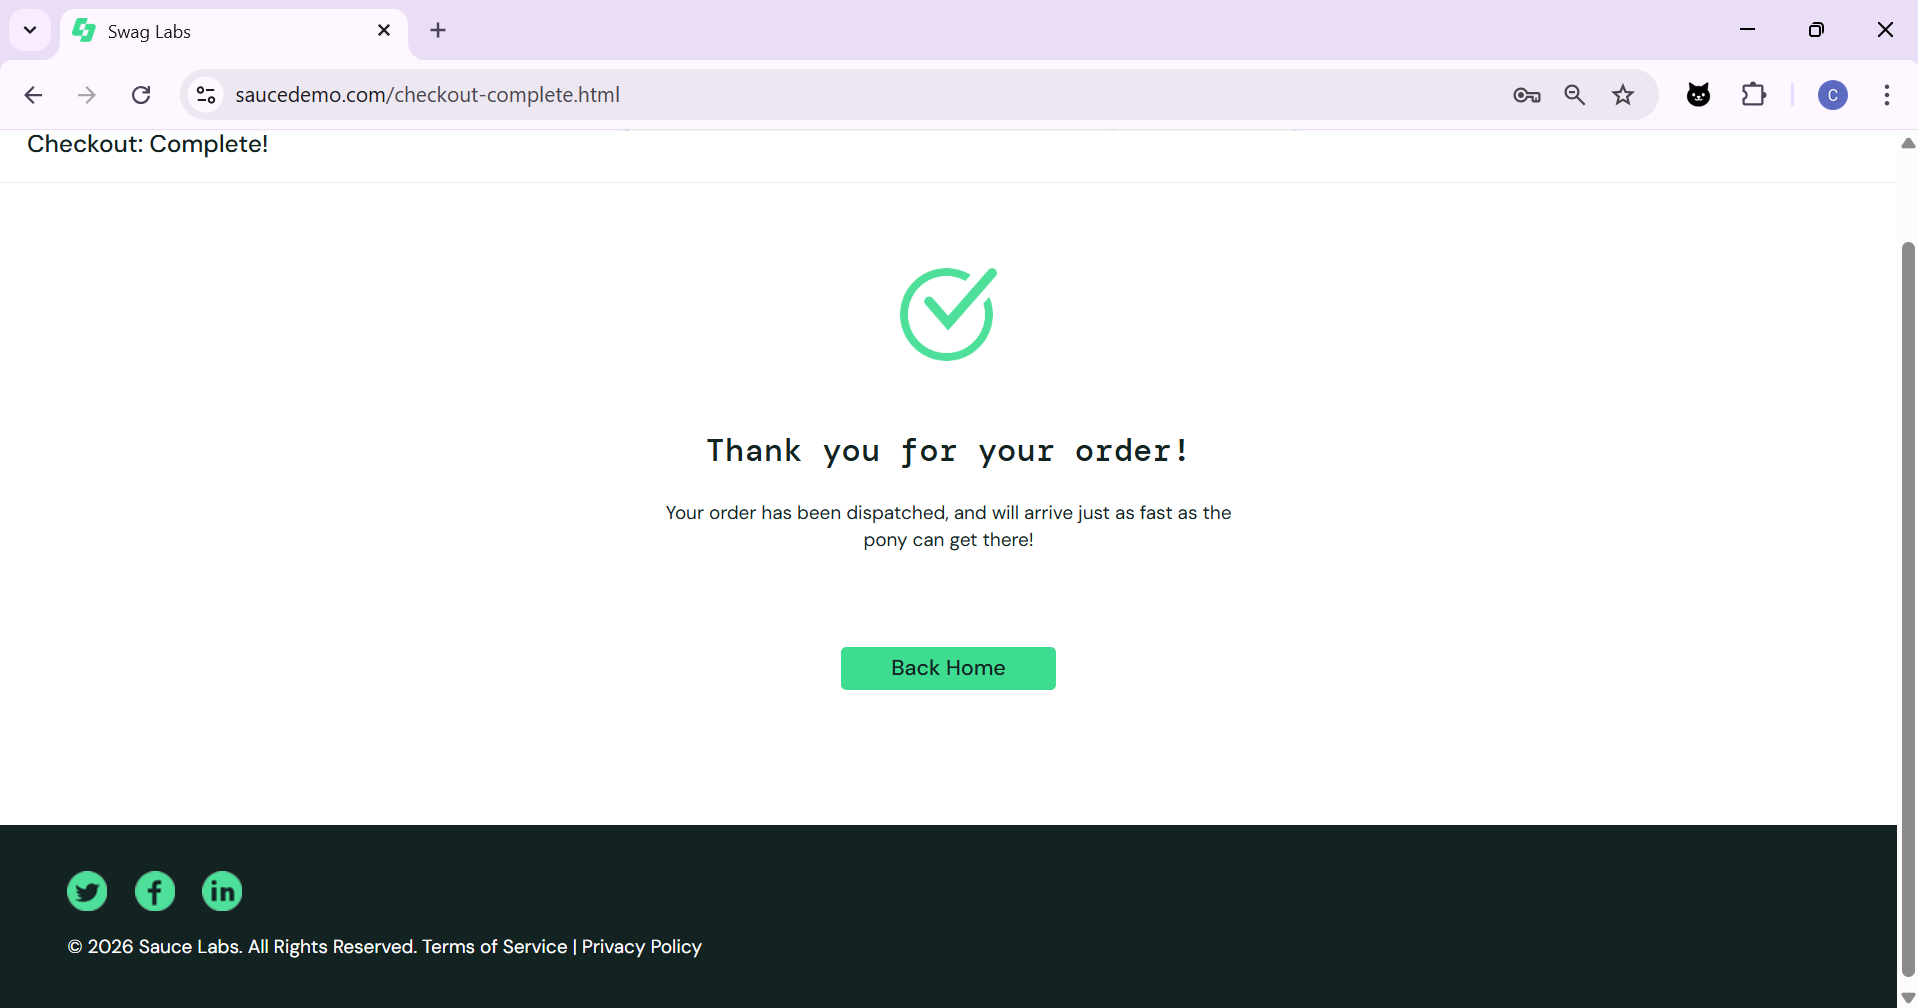 Swag Labs
saucedemo.com/checkout-complete.html
C
Checkout: Complete!
Thank you for your order!
Your order has been dispatched, and will arrive just as fast as the
pony can get there!
Back Home
© 2026 Sauce Labs. All Rights Reserved. Terms of Service | Privacy Policy